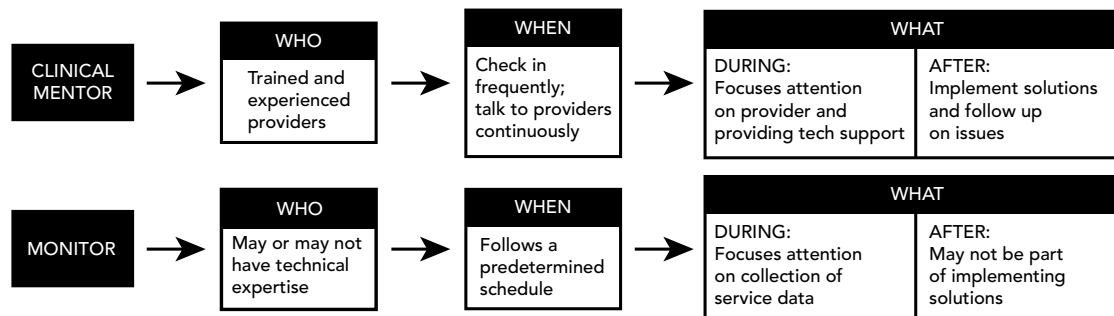 CLINICAL
MENTOR
WHO
Trained and
experienced
providers
WHEN
Check in
frequently;
talk to providers
continuously
WHAT
DURING:
Focuses attention
on provider and
providing tech support
AFTER:
Implement solutions
and follow up
on issues
MONITOR
WHO
May or may not
have technical
expertise
WHEN
Follows a
predetermined
schedule
WHAT
DURING:
Focuses attention
on collection of
service data
AFTER:
May not be part
of implementing
solutions